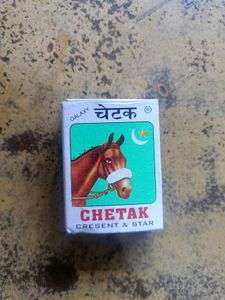 GALAXY चेटक ®
CHETAK
CRESENT & STAR